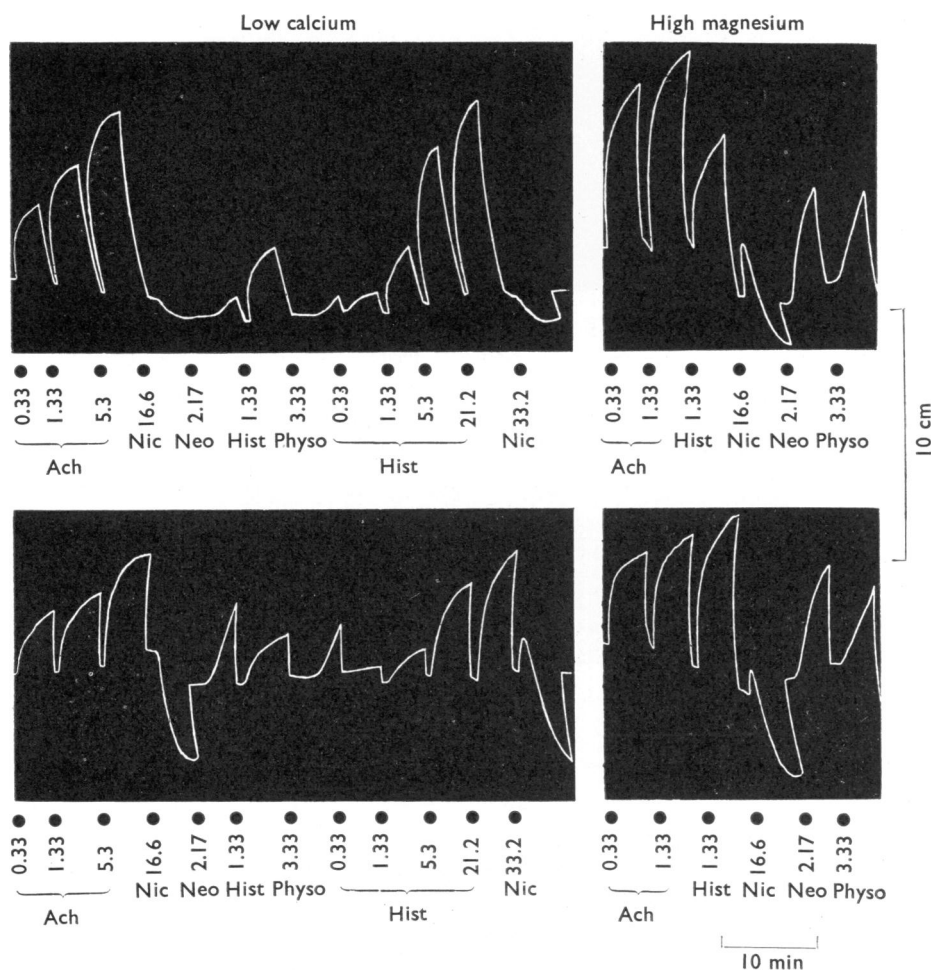 Low calcium High magnesium
0.33 1.33 5.3 16.6 2.17 1.33 3.33 0.33 1.33 5.3 21.2 33.2 0.33 1.33 1.33 16.6 2.17 3.33
Nic Neo Hist Physo Nic Hist Nic Neo Physo
Ach Hist Ach
10 cm
0.33 1.33 5.3 16.6 2.17 1.33 3.33 0.33 1.33 5.3 21.2 33.2 0.33 1.33 1.33 16.6 2.17 3.33
Nic Neo Hist Physo Nic Hist Nic Neo Physo
Ach Hist Ach
10 min